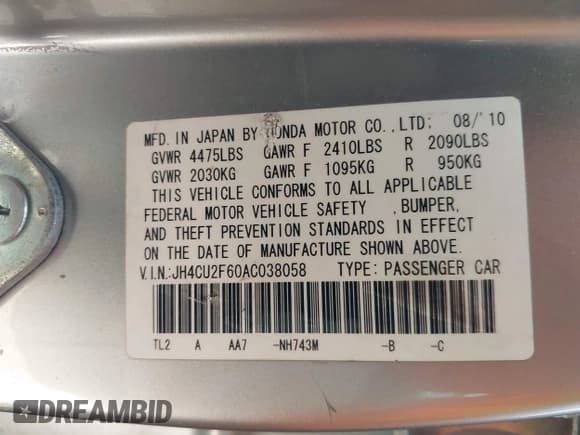 MFD. IN JAPAN BY HONDA MOTOR CO., LTD: 08/'10
GVWR 4475LBS GAWR F 2410LBS R 2090LBS
GVWR 2030KG GAWR F 1095KG R 950KG
THIS VEHICLE CONFORMS TO ALL APPLICABLE
FEDERAL MOTOR VEHICLE SAFETY , BUMPER,
AND THEFT PREVENTION STANDARDS IN EFFECT
ON THE DATE OF MANUFACTURE SHOWN ABOVE.
V.I.N.:JH4CU2F60AC038058 TYPE: PASSENGER CAR
TL2 A AA7 -NH743M -B -C
DREAMBID